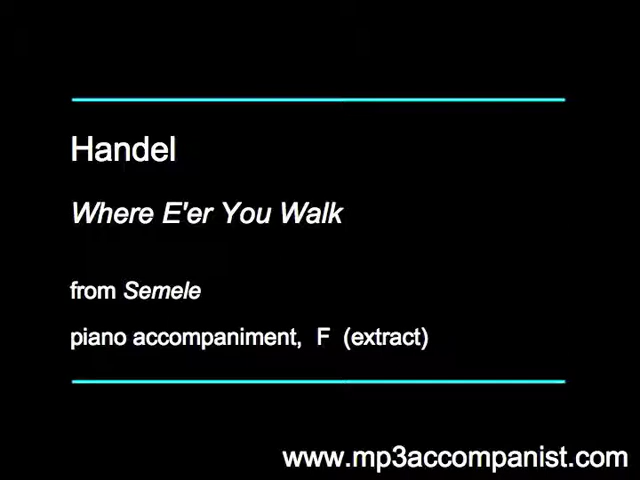 Handel
Where E'er You Walk
from Semele
piano accompaniment, F (extract)
www.mp3accompanist.com